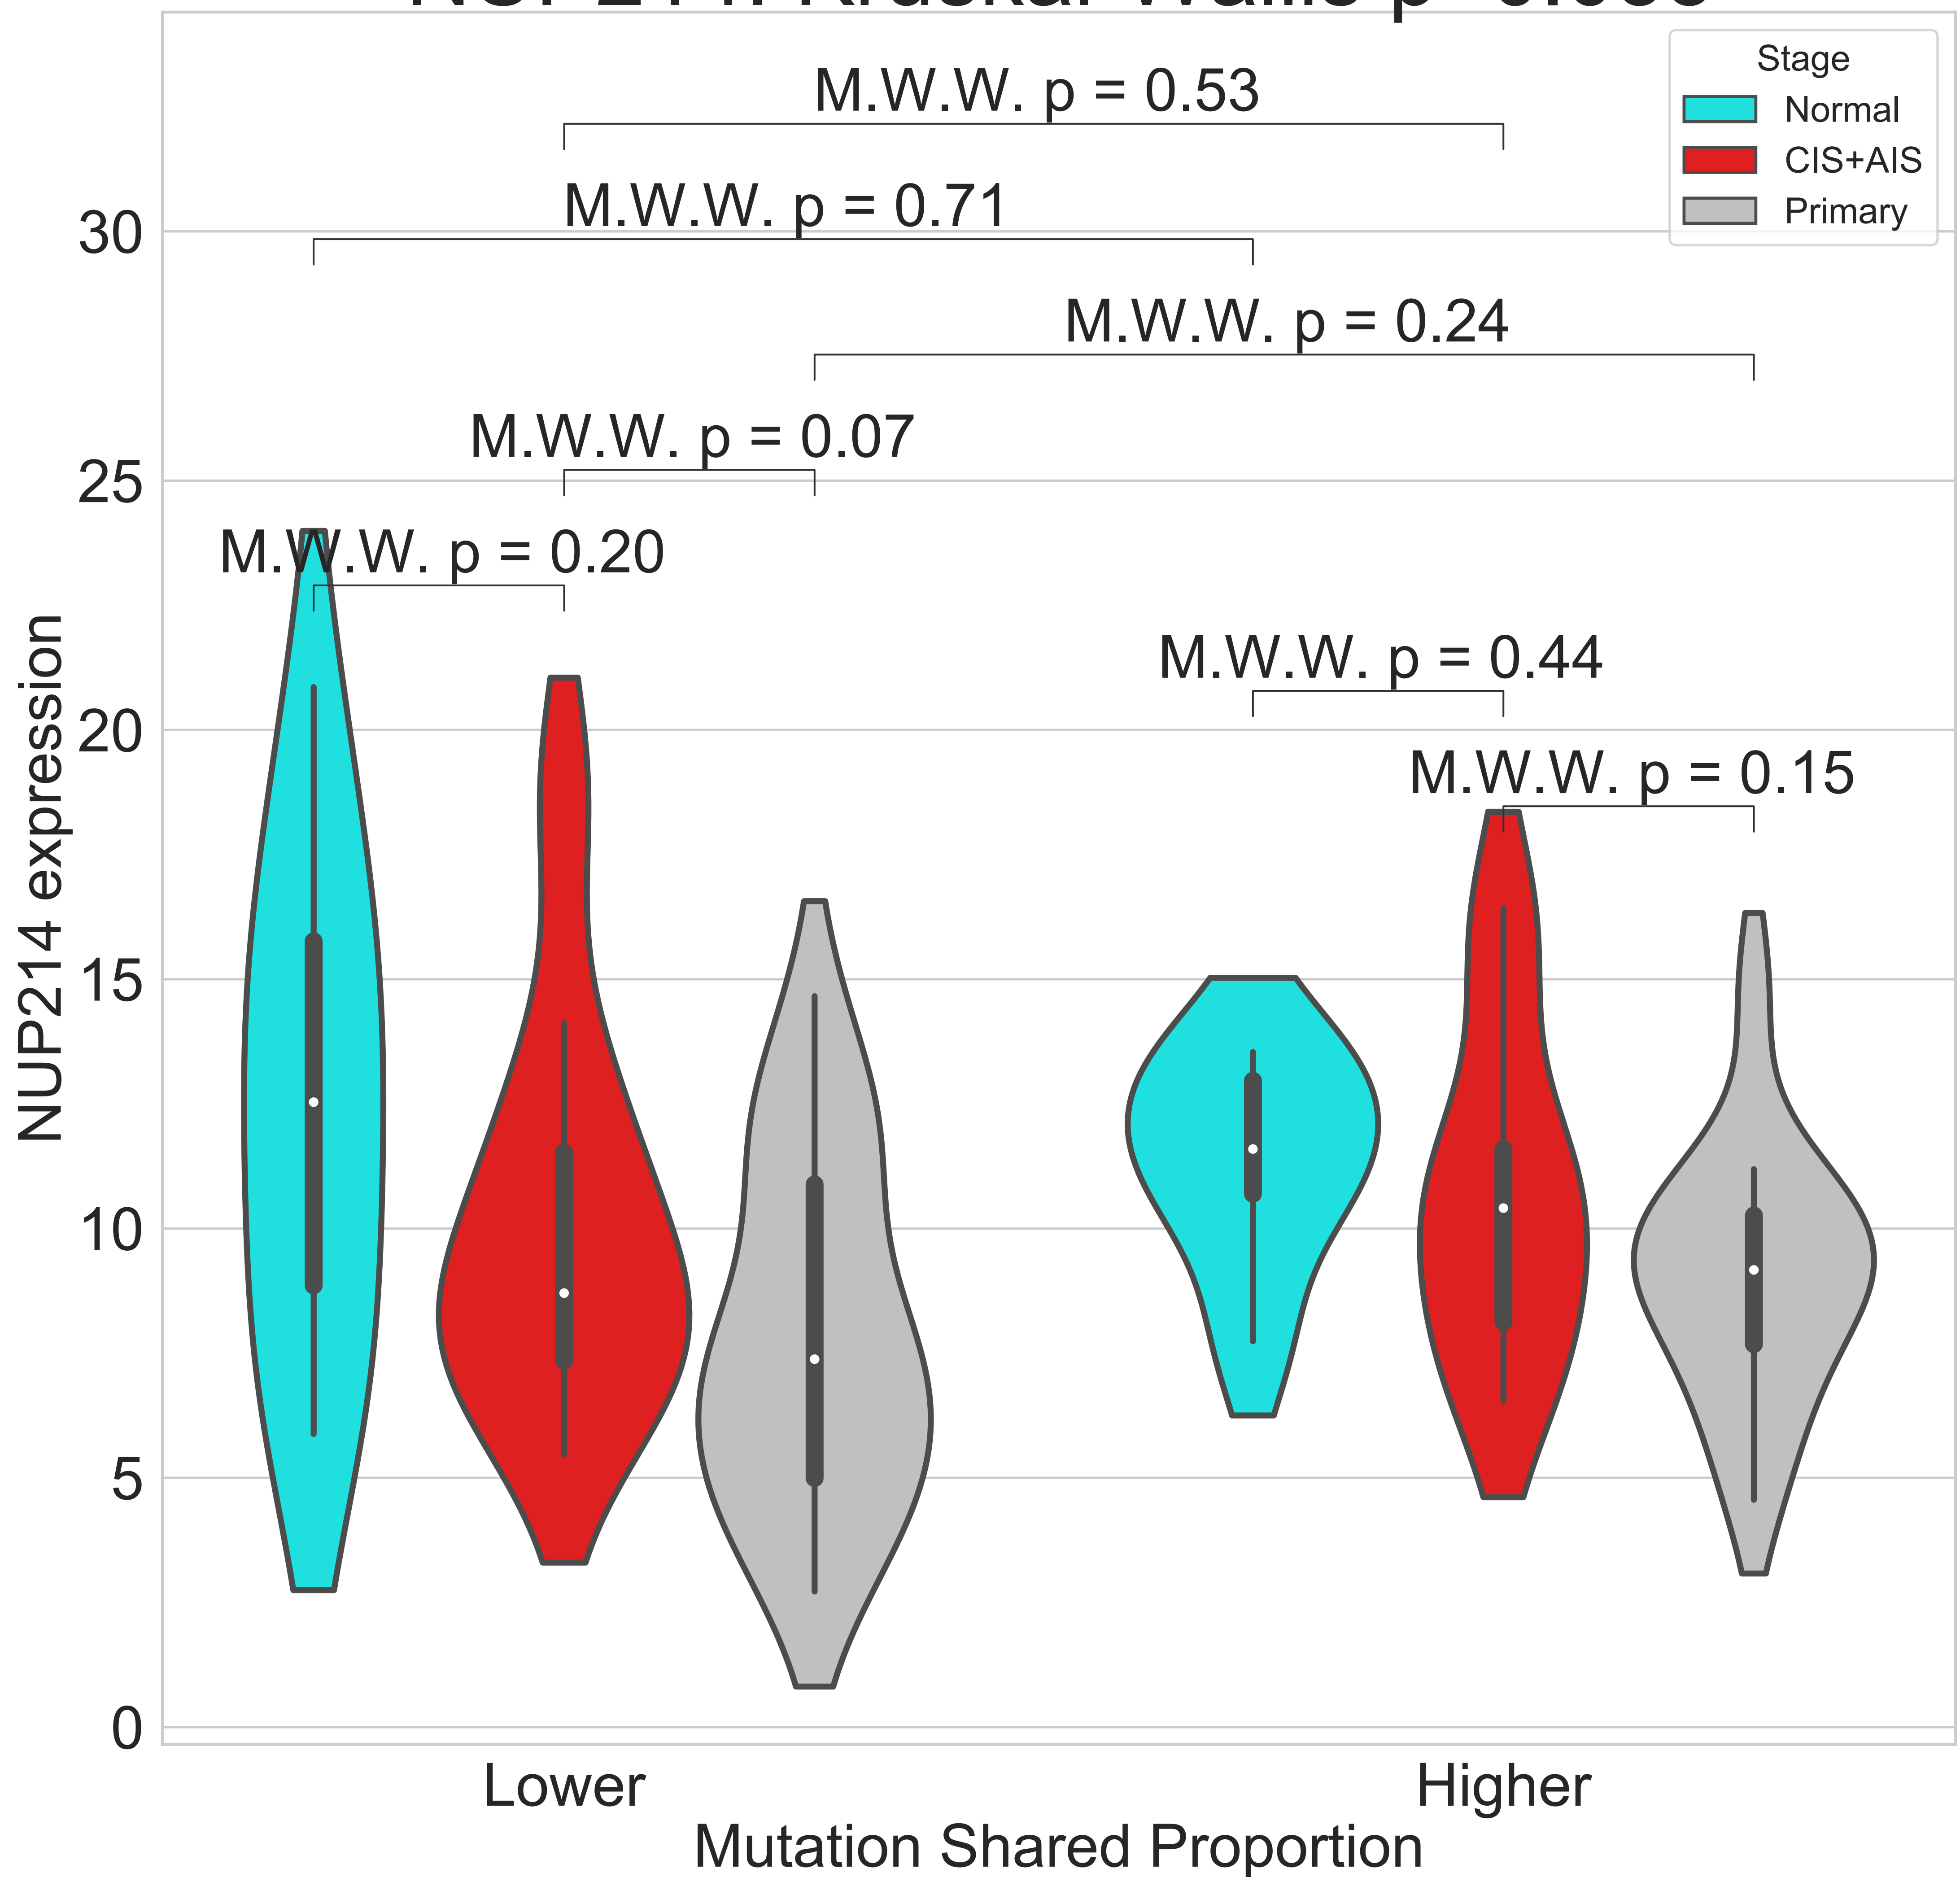 Stage
Normal
CIS+AIS
Primary
M.W.W. p = 0.53
M.W.W. p = 0.71
M.W.W. p = 0.24
M.W.W. p = 0.07
M.W.W. p = 0.20
M.W.W. p = 0.44
M.W.W. p = 0.15
30
25
20
15
10
5
0
NUP214 expression
Lower
Higher
Mutation Shared Proportion